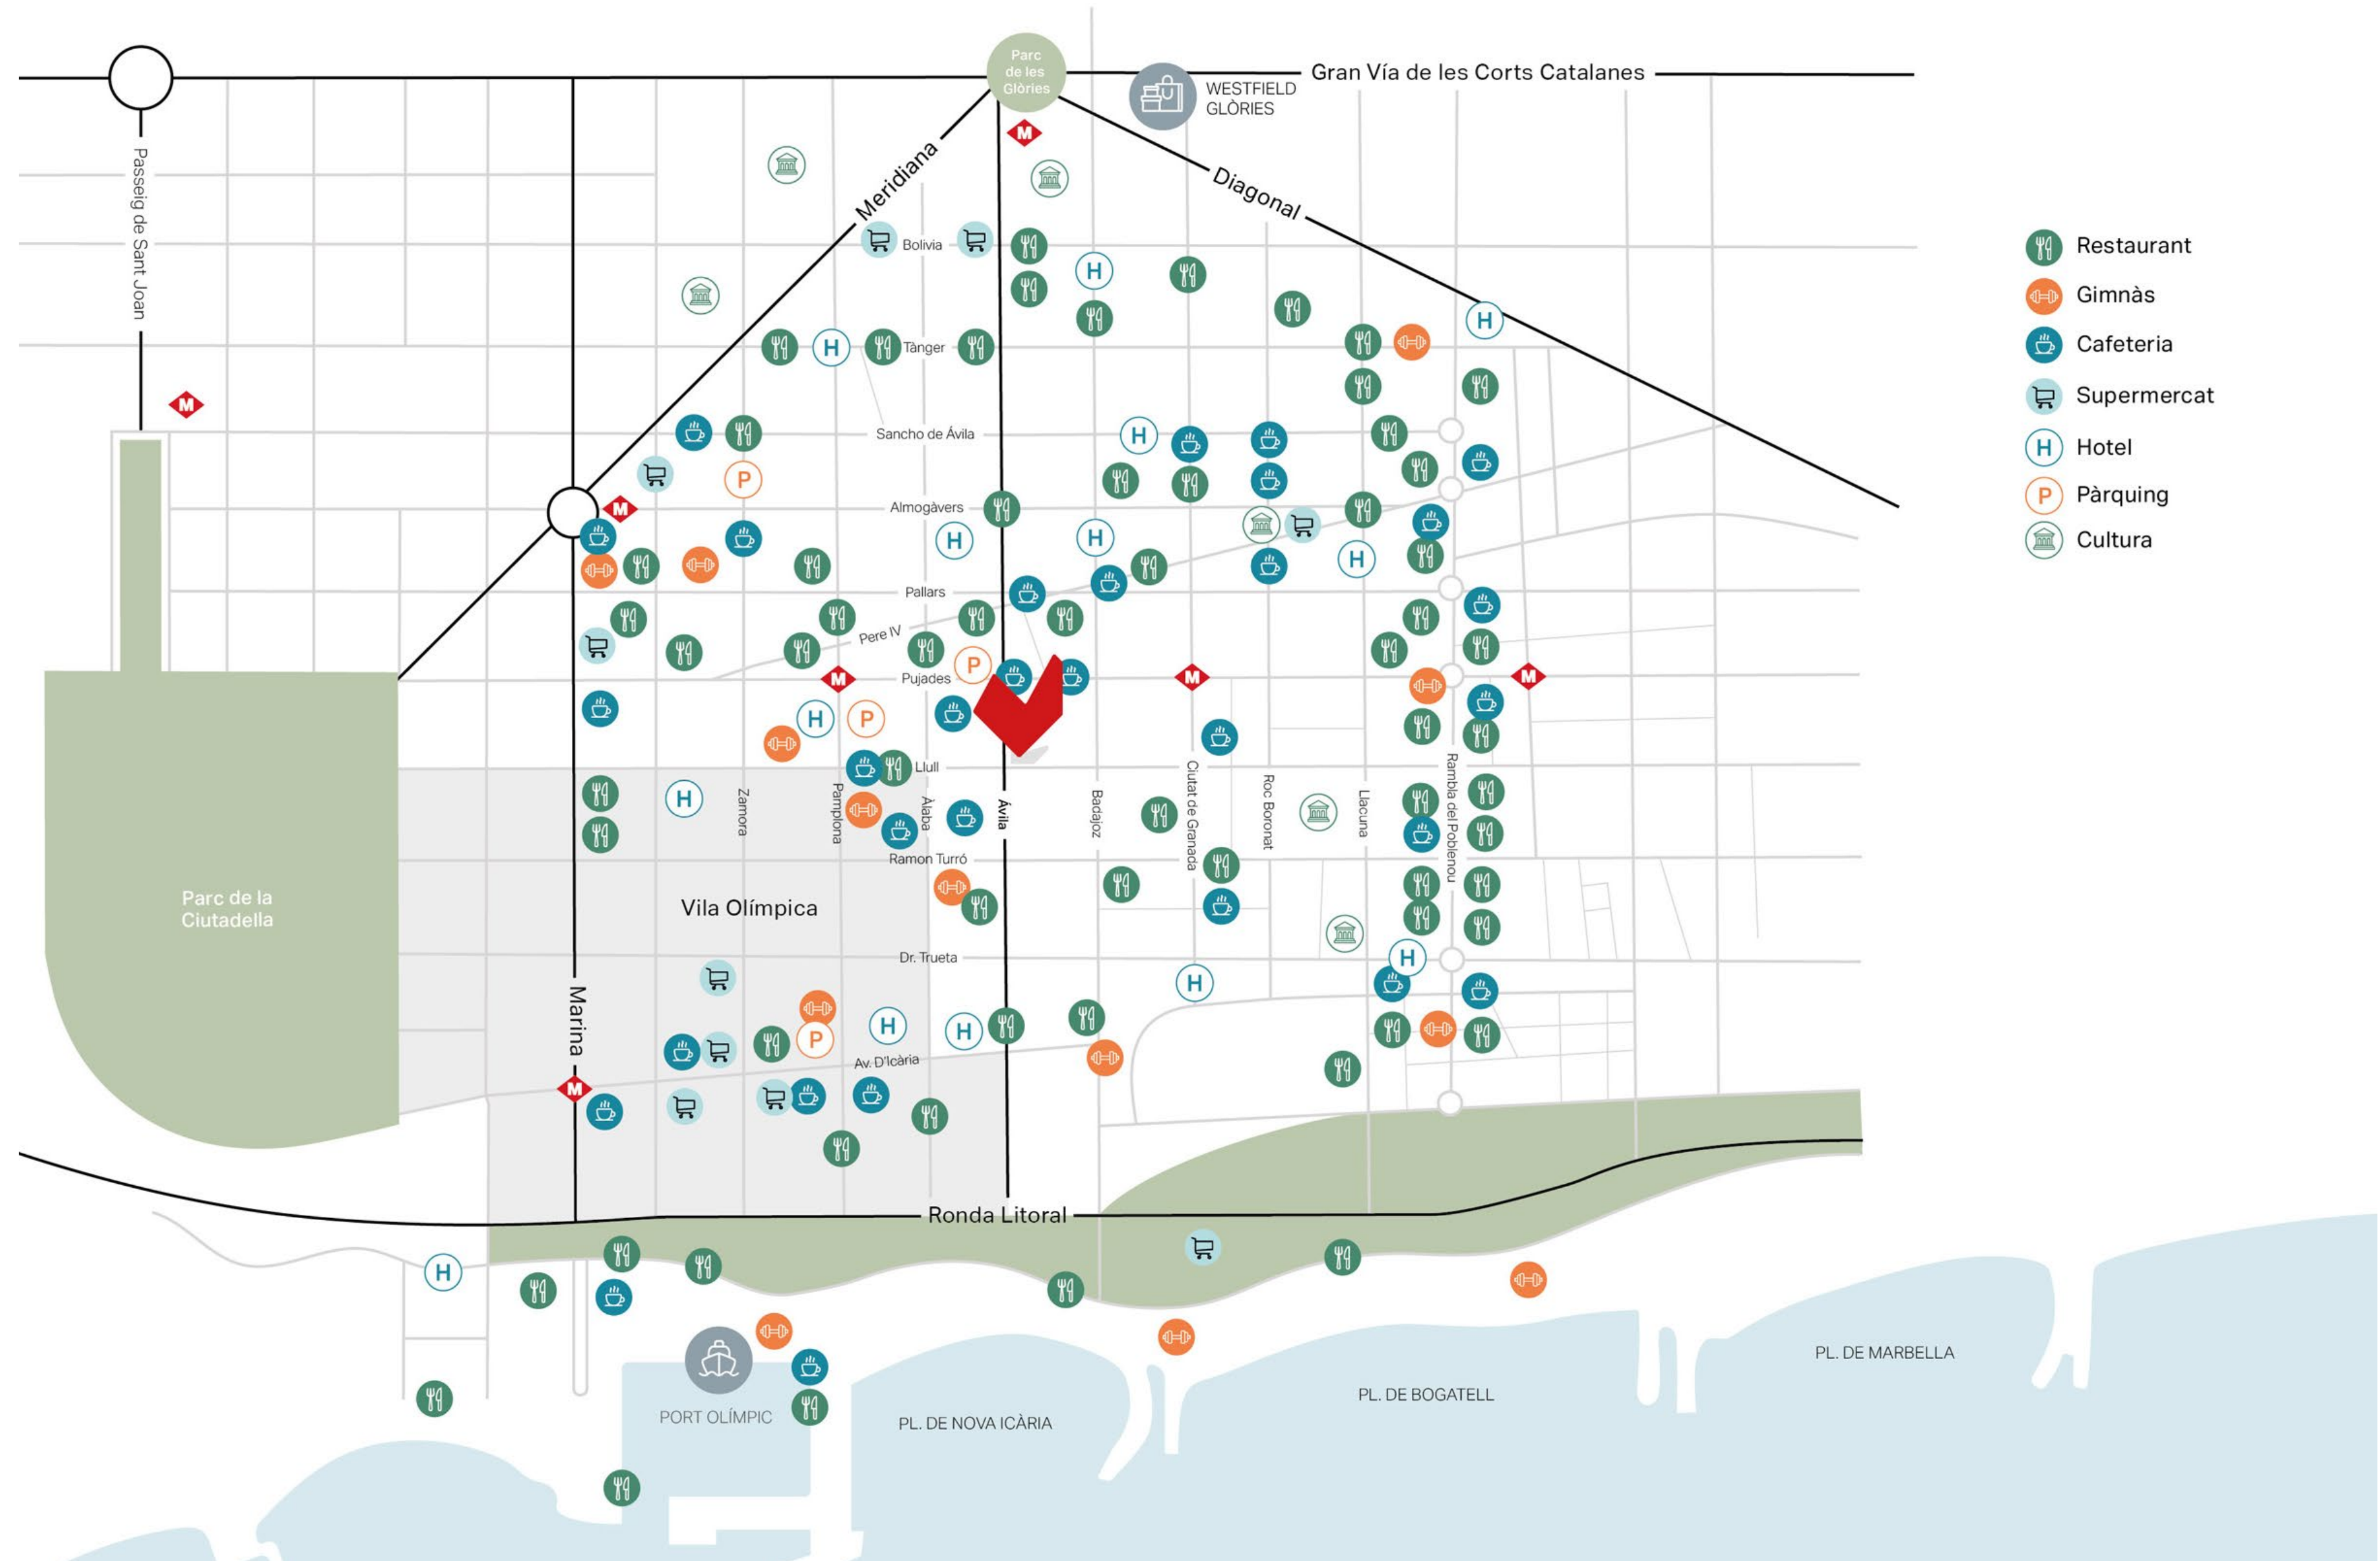 Parc
de les
Glòries
Gran Vía de les Corts Catalanes
WESTFIELD
GLÒRIES
M
Passeig de Sant Joan
Meridiana
Diagonal
Bolivia
H
Restaurant
Gimnàs
Cafeteria
Supermercat
H Hotel
P Pàrquing
Cultura
H
H
Tànger
M
Sancho de Ávila
H
P
M
Almogàvers
H
H
H
Pallars
Pere IV
P
M
Pujades
M
M
H
P
Llull
H
Zamora
Pamplona
Àlaba
Ávila
Badajoz
Ciutat de Granada
Roc Boronat
Llacuna
Rambla del Poblenou
Ramon Turró
Parc de la
Ciutadella
Vila Olímpica
Dr. Trueta
H
H
Marina
H
H
P
Av. D'Icària
M
Ronda Litoral
H
PORT OLÍMPIC
PL. DE NOVA ICÀRIA
PL. DE BOGATELL
PL. DE MARBELLA